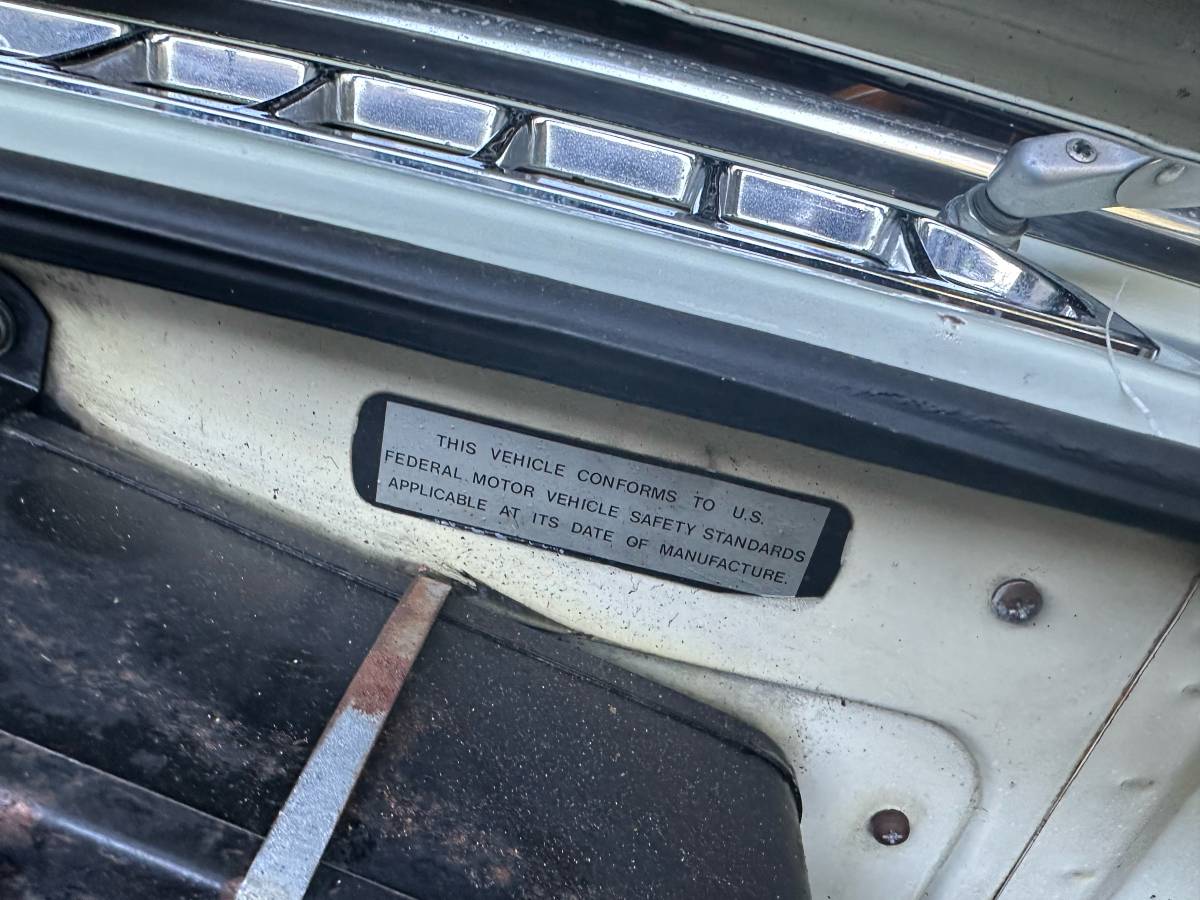 THIS VEHICLE CONFORMS TO U.S.
FEDERAL MOTOR VEHICLE SAFETY STANDARDS
APPLICABLE AT ITS DATE OF MANUFACTURE.